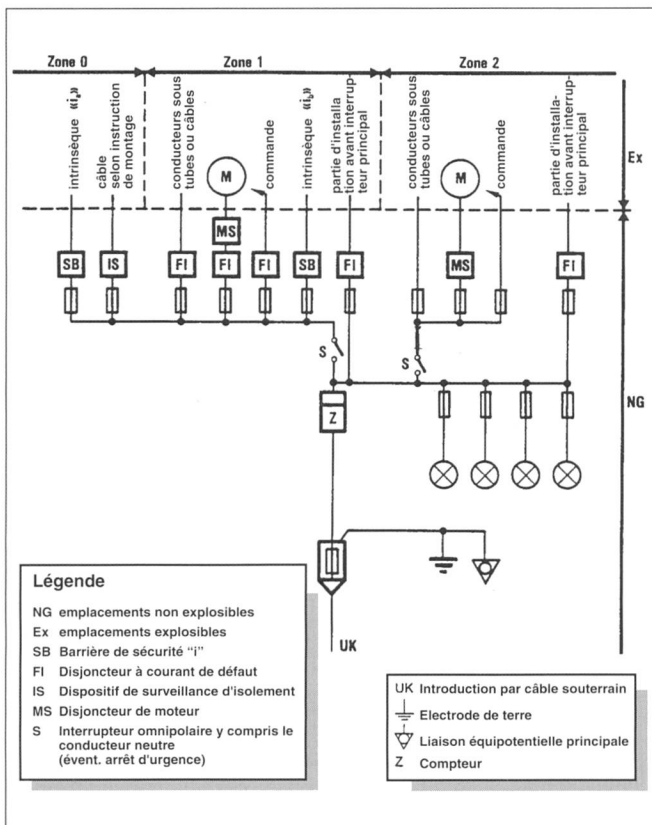 Zone 0
Zone 1
Zone 2
intrinsèque «ia»
câble
selon instruction
de montage
conducteurs sous
tubes ou câbles
M
commande
intrinsèque «ib»
partie d'installa
tion avant interrup-
teur principal
conducteurs sous
tubes ou câbles
M
commande
partie d'installa-
tion avant interrup-
teur principal
Ex
MS
SB
IS
FI
FI
FI
SB
FI
MS
FI
S
S
Z
NG
UK
Légende
NG emplacements non explosibles
Ex emplacements explosibles
SB Barrière de sécurité "i"
FI Disjoncteur à courant de défaut
IS Dispositif de surveillance d'isolement
MS Disjoncteur de moteur
S Interrupteur omnipolaire y compris le
conducteur neutre
(évent. arrêt d'urgence)
UK Introduction par câble souterrain
Electrode de terre
Liaison équipotentielle principale
Z Compteur